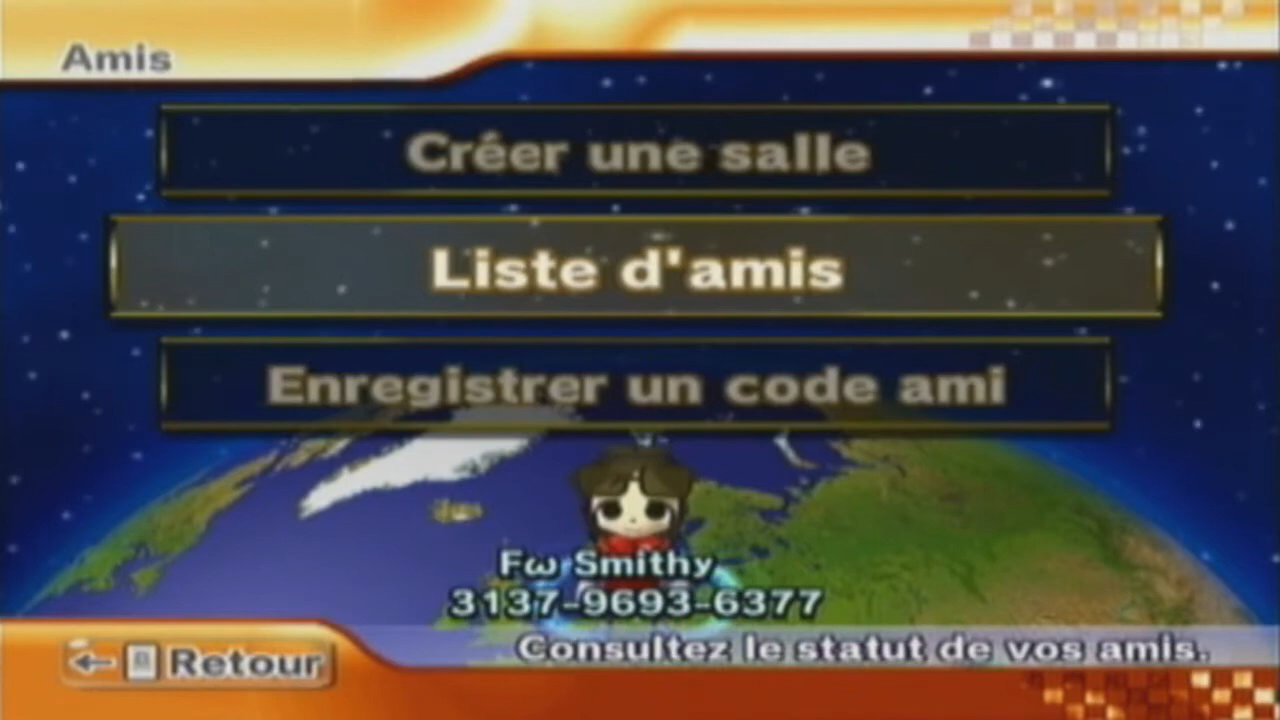 Amis
Créer une salle
Liste d'amis
Enregistrer un code ami
Fω Smithy
3137-9693-6377
Consultez le statut de vos amis.
Retour